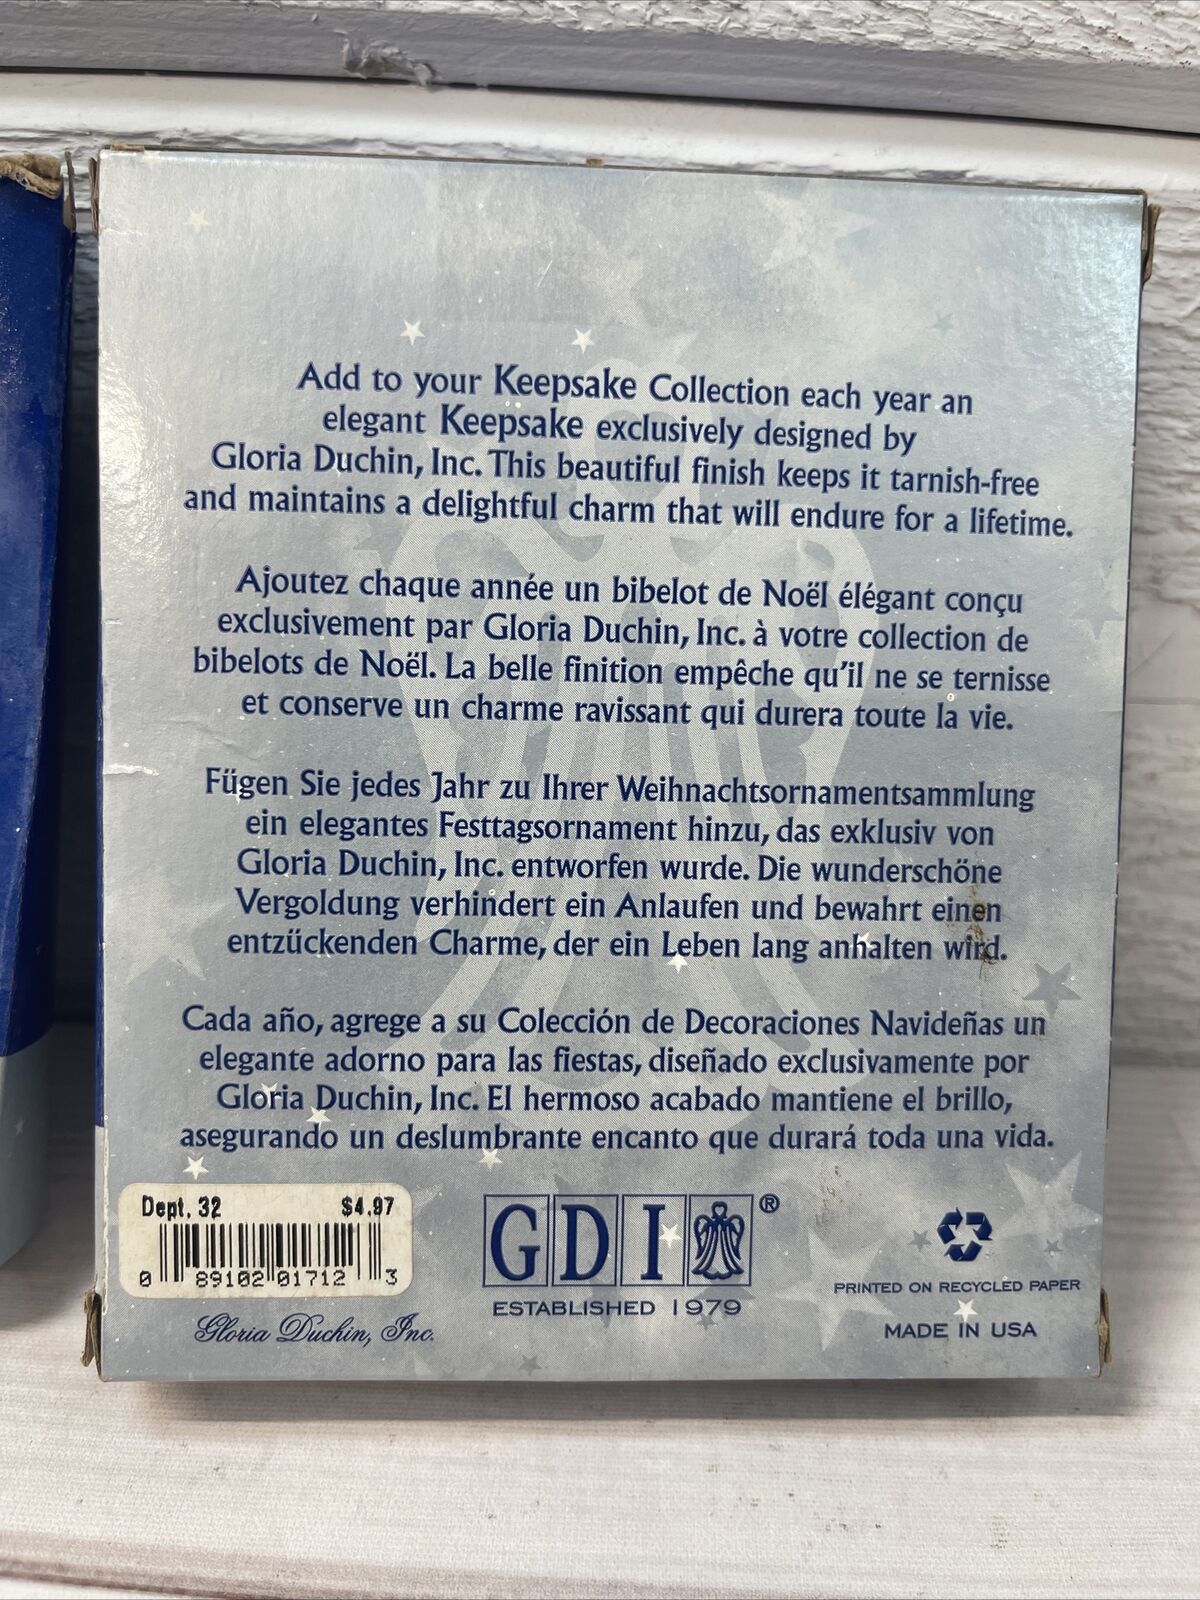 Add to your Keepsake Collection each year an
elegant Keepsake exclusively designed by
Gloria Duchin, Inc. This beautiful finish keeps it tarnish-free
and maintains a delightful charm that will endure for a lifetime.
Ajoutez chaque année un bibelot de Noël élégant conçu
exclusivement par Gloria Duchin, Inc. à votre collection de
bibelots de Noël. La belle finition empêche qu'il ne se ternisse
et conserve un charme ravissant qui durera toute la vie.
Fügen Sie jedes Jahr zu Ihrer Weihnachtsornamentsammlung
ein elegantes Festtagsornament hinzu, das exklusiv von
Gloria Duchin, Inc. entworfen wurde. Die wunderschöne
Vergoldung verhindert ein Anlaufen und bewahrt einen
entzückenden Charme, der ein Leben lang anhalten wird.
Cada año, agrege a su Colección de Decoraciones Navideñas un
elegante adorno para las fiestas, diseñado exclusivamente por
Gloria Duchin, Inc. El hermoso acabado mantiene el brillo,
asegurando un deslumbrante encanto que durará toda una vida.
Dept. 32 $4.97
0 89102 01712 3
Gloria Duchin, Inc.
GDI ®
ESTABLISHED 1979
PRINTED ON RECYCLED PAPER
MADE IN USA